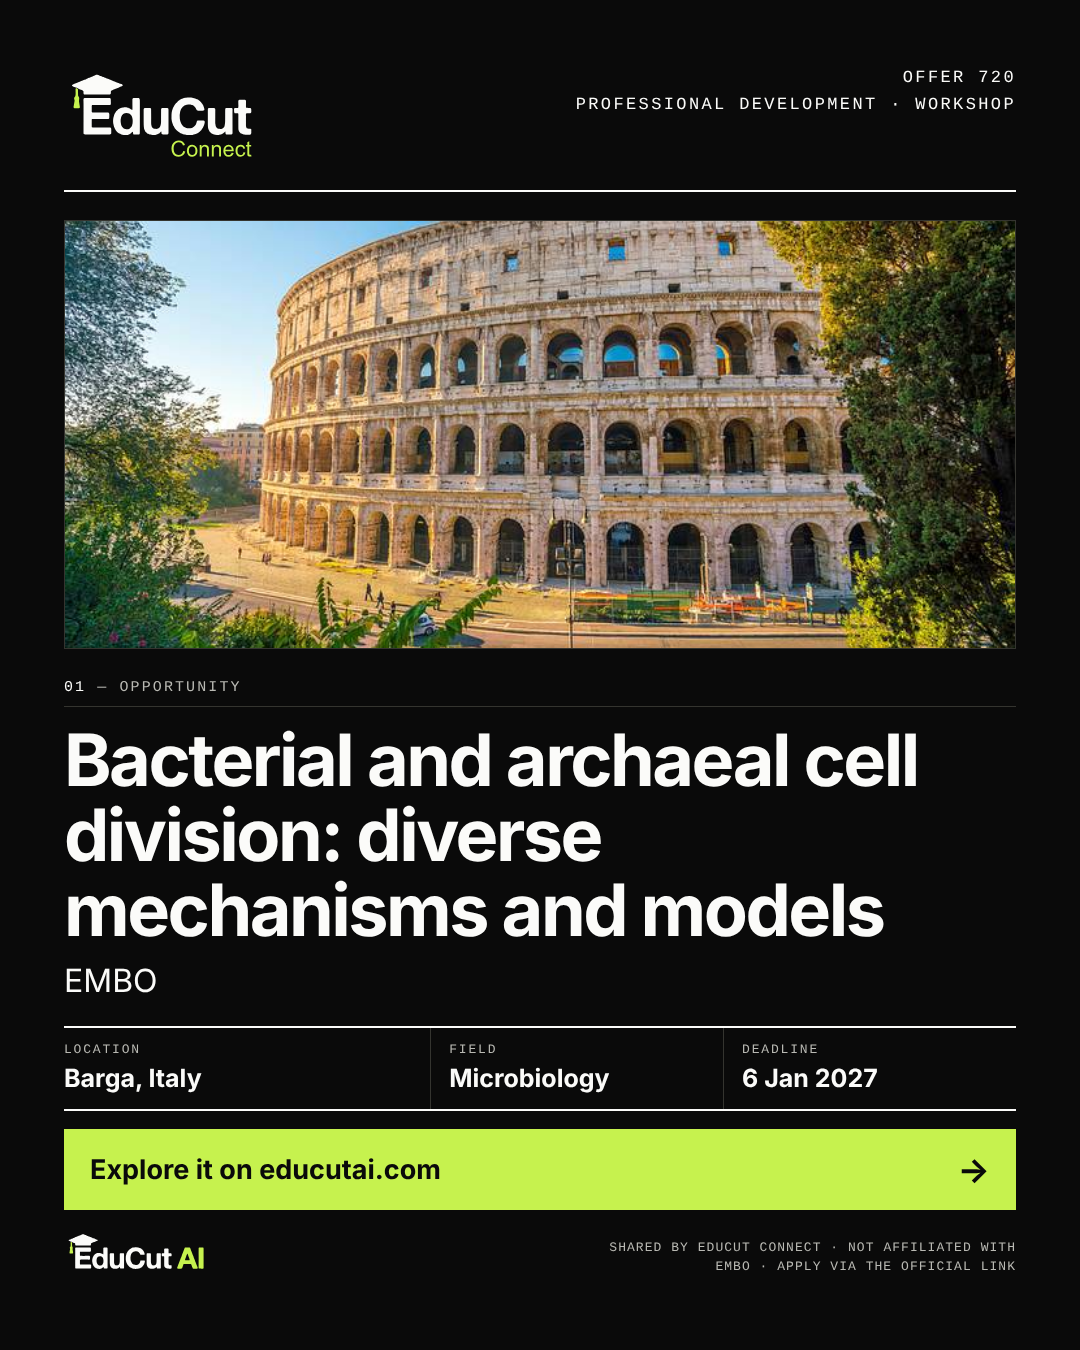 EduCut
Connect
OFFER 720
PROFESSIONAL DEVELOPMENT · WORKSHOP
01 — OPPORTUNITY
Bacterial and archaeal cell
division: diverse
mechanisms and models
EMBO
LOCATION
Barga, Italy
FIELD
Microbiology
DEADLINE
6 Jan 2027
Explore it on educutai.com →
EduCut AI
SHARED BY EDUCUT CONNECT · NOT AFFILIATED WITH
EMBO · APPLY VIA THE OFFICIAL LINK